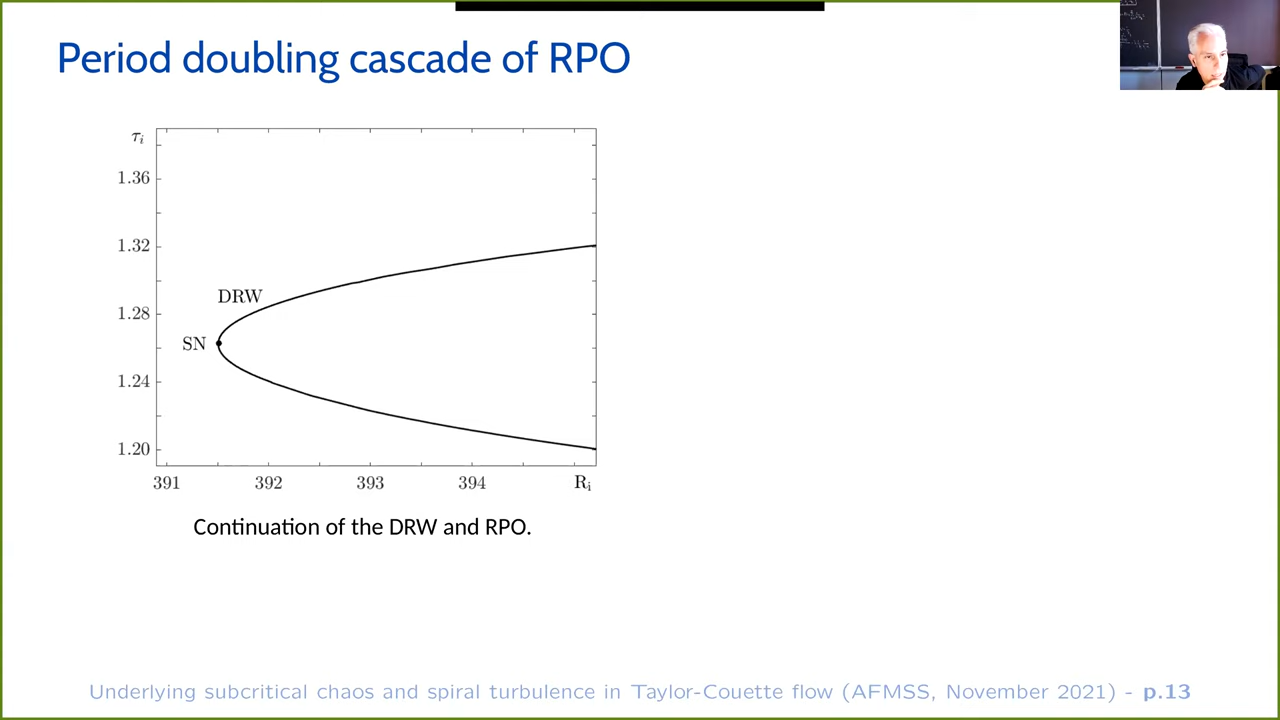 Period doubling cascade of RPO
τi
1.36
1.32
DRW
1.28
SN
1.24
1.20
391 392 393 394 Ri
Continuation of the DRW and RPO.
Underlying subcritical chaos and spiral turbulence in Taylor-Couette flow (AFMSS, November 2021) - p.13